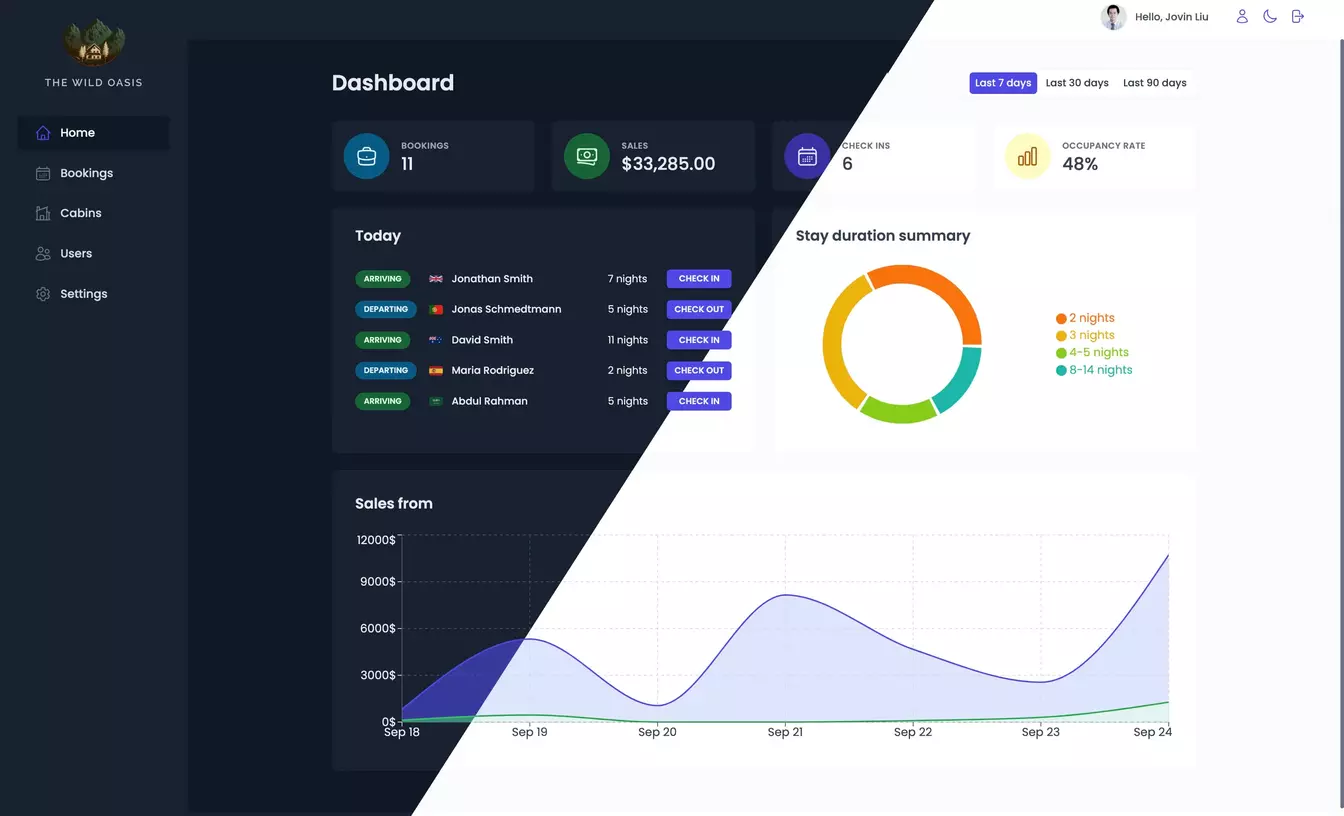 THE WILD OASIS
Home
Bookings
Cabins
Users
Settings
Hello, Jovin Liu
Dashboard
Last 7 days Last 30 days Last 90 days
BOOKINGS
11
SALES
$33,285.00
CHECK INS
6
OCCUPANCY RATE
48%
Today
ARRIVING Jonathan Smith 7 nights CHECK IN
DEPARTING Jonas Schmedtmann 5 nights CHECK OUT
ARRIVING David Smith 11 nights CHECK IN
DEPARTING Maria Rodriguez 2 nights CHECK OUT
ARRIVING Abdul Rahman 5 nights CHECK IN
Stay duration summary
2 nights
3 nights
4-5 nights
8-14 nights
Sales from
12000$
9000$
6000$
3000$
0$
Sep 18 Sep 19 Sep 20 Sep 21 Sep 22 Sep 23 Sep 24